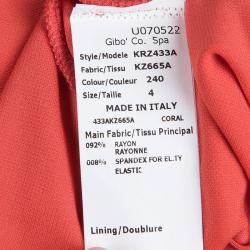 U070522
Gibo' Co. Spa
Style/Modele KRZ433A
Fabric/Tissu KZ665A
Colour/Couleur 240
Size/Taille 4
MADE IN ITALY
433AKZ665A CORAL
Main Fabric/Tissu Principal
092% RAYON
RAYONNE
008% SPANDEX FOR EL.TY
ELASTIC
Lining/Doublure